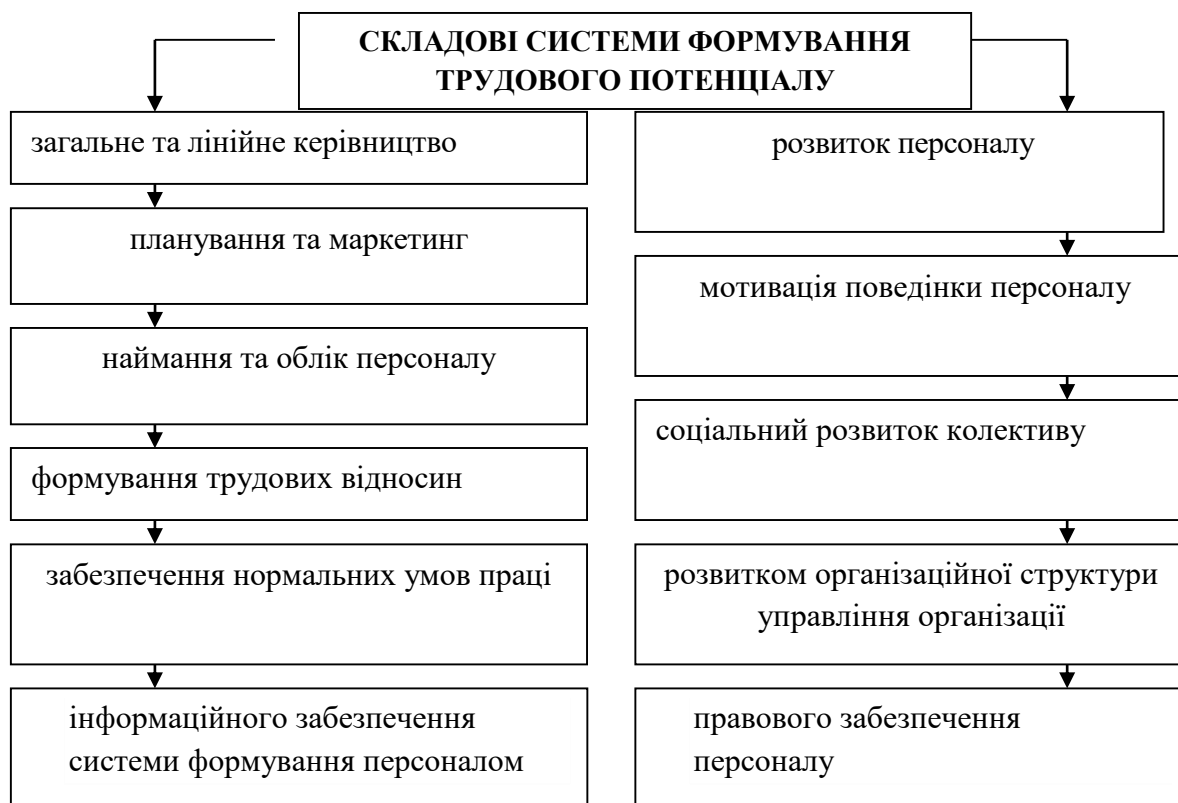 СКЛАДОВІ СИСТЕМИ ФОРМУВАННЯ
ТРУДОВОГО ПОТЕНЦІАЛУ
загальне та лінійне керівництво
планування та маркетинг
наймання та облік персоналу
формування трудових відносин
забезпечення нормальних умов праці
інформаційного забезпечення
системи формування персоналом
розвиток персоналу
мотивація поведінки персоналу
соціальний розвиток колективу
розвитком організаційної структури
управління організації
правового забезпечення
персоналу